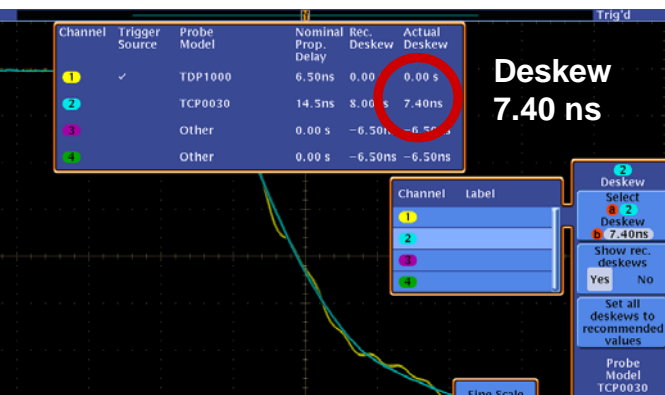 Trig'd
Channel Trigger Source Probe Model Nominal Prop. Delay Rec. Deskew Actual Deskew
1 ✓ TDP1000 6.50ns 0.00 0.00 s
2 TCP0030 14.5ns 8.00 s 7.40ns
3 Other 0.00 s −6.50n −6.50ns
4 Other 0.00 s −6.50ns −6.50ns
Deskew
7.40 ns
Channel Label
1
2
3
4
2
Deskew
Select
a 2
Deskew
b 7.40ns
Show rec.
deskews
Yes No
Set all
deskews to
recommended
values
Probe
Model
TCP0030
Fine Scale